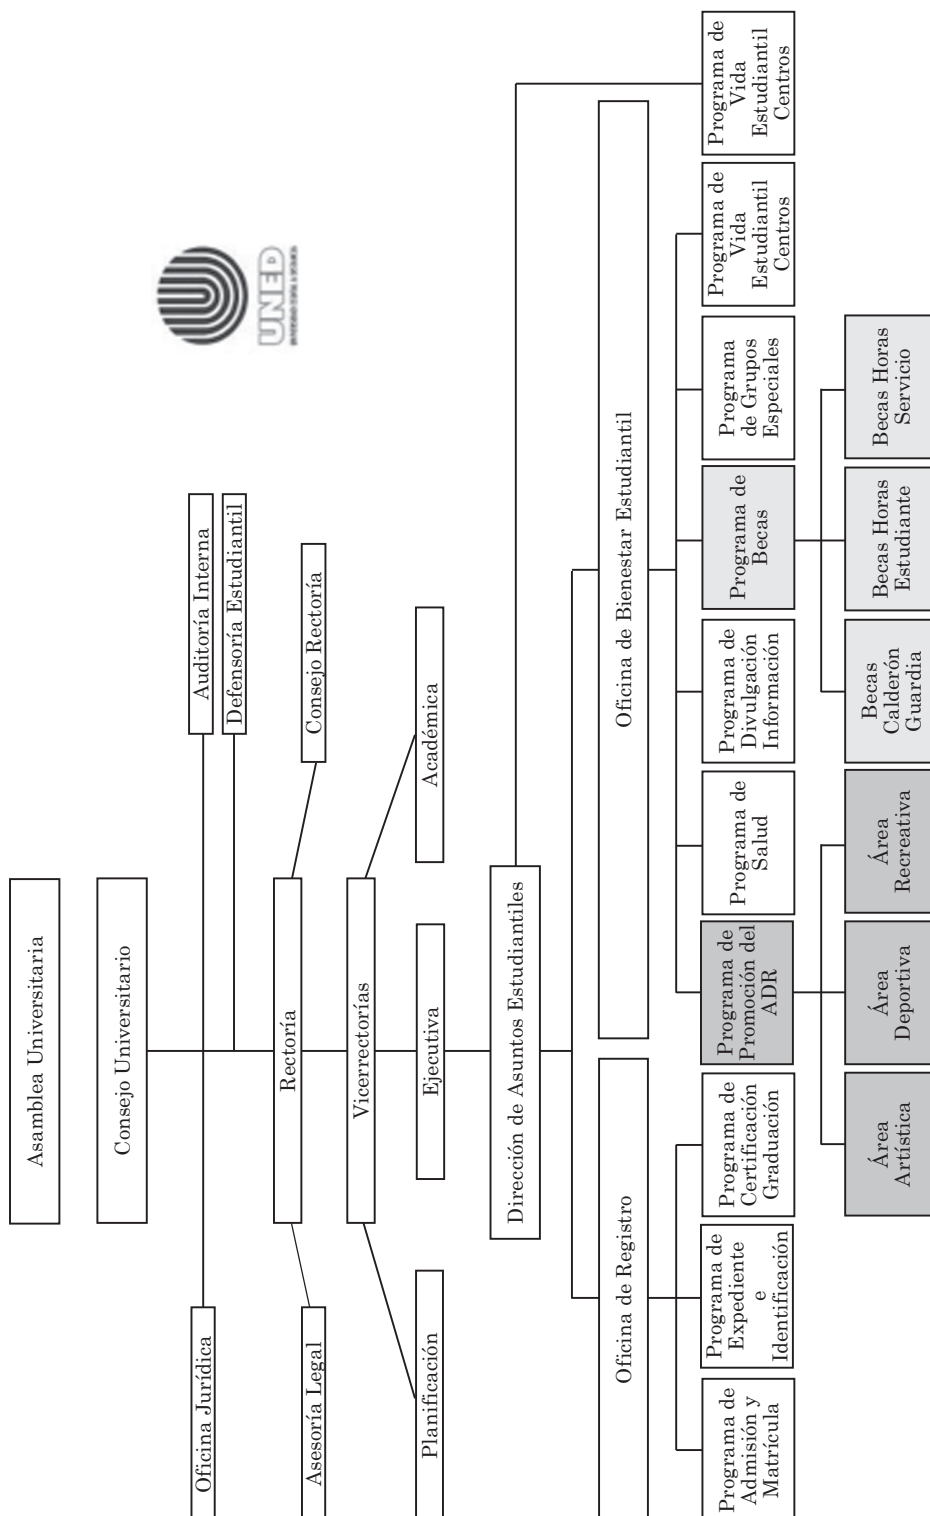 Asamblea Universitaria
Consejo Universitario
Oficina Jurídica
Auditoría Interna
Defensoría Estudiantil
UNED
Rectoría
Asesoría Legal
Consejo Rectoría
Vicerrectorías
Planificación
Ejecutiva
Académica
Dirección de Asuntos Estudiantiles
Oficina de Registro
Oficina de Bienestar Estudiantil
Programa de
Admisión y
Matrícula
Programa de
Expediente
e
Identificación
Programa de
Certificación
Graduación
Programa de
Promoción del
ADR
Programa de
Salud
Programa de
Divulgación
Información
Programa de
Becas
Programa
de Grupos
Especiales
Programa de
Vida
Estudiantil
Centros
Programa de
Vida
Estudiantil
Centros
Área
Artística
Área
Deportiva
Área
Recreativa
Becas
Calderón
Guardia
Becas Horas
Estudiante
Becas Horas
Servicio